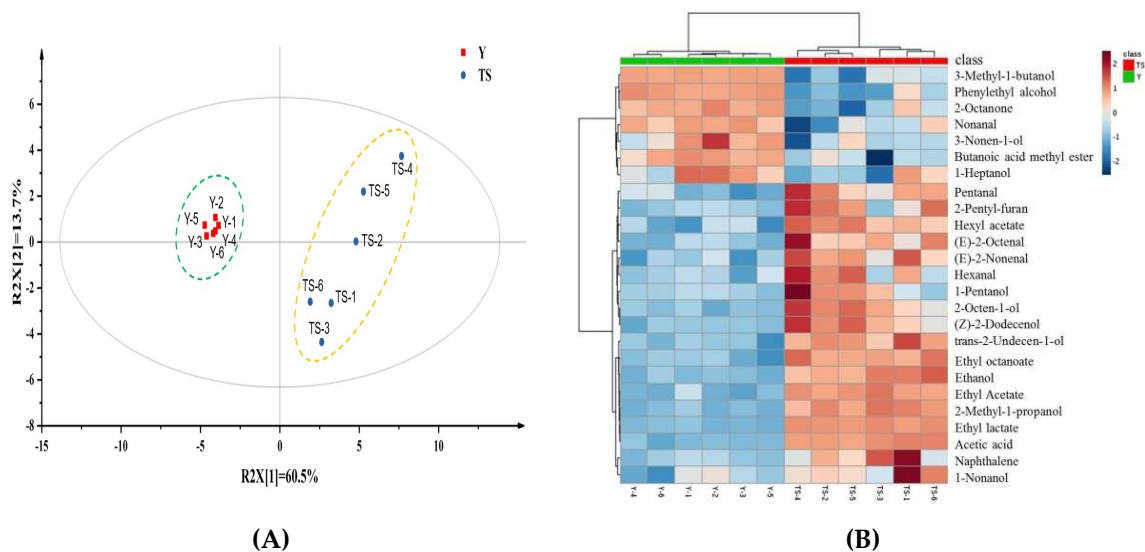 Y
TS
R2X[2]=13.7%
8
6
4
2
0
-2
-4
-6
-8
TS-4
TS-5
Y-2
Y-5
Y-1
TS-2
Y-3
Y-4
Y-6
TS-6
TS-1
TS-3
-15
-10
-5
0
5
10
R2X[1]=60.5%
(A)
class
3-Methyl-1-butanol
Phenylethyl alcohol
2-Octanone
Nonanal
3-Nonen-1-ol
Butanoic acid methyl ester
1-Heptanol
Pentanal
2-Pentyl-furan
Hexyl acetate
(E)-2-Octenal
(E)-2-Nonenal
Hexanal
1-Pentanol
2-Octen-1-ol
(Z)-2-Dodecenol
trans-2-Undecen-1-ol
Ethyl octanoate
Ethanol
Ethyl Acetate
2-Methyl-1-propanol
Ethyl lactate
Acetic acid
Naphthalene
1-Nonanol
Y-4
Y-6
Y-1
Y-2
Y-3
Y-5
TS-4
TS-2
TS-5
TS-3
TS-1
TS-6
2
1
0
-1
-2
class
TS
Y
(B)